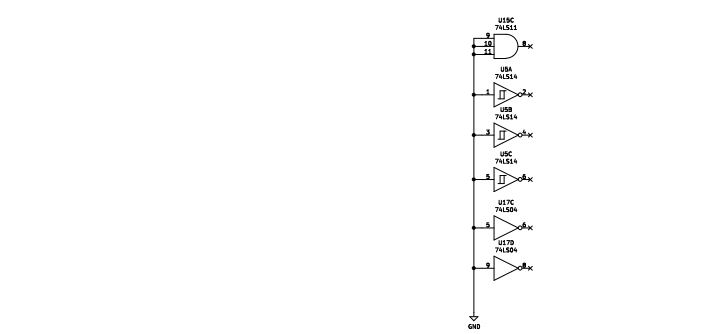 U15C
74LS11
9
10
11
8
U5A
74LS14
1
2
U5B
74LS14
3
4
U5C
74LS14
5
6
U17C
74LS04
5
6
U17D
74LS04
9
8
GND